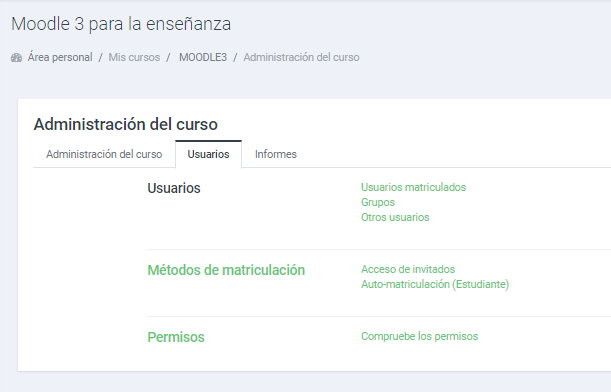 Moodle 3 para la enseñanza
Área personal / Mis cursos / MOODLE3 / Administración del curso
Administración del curso
Administración del curso Usuarios Informes
Usuarios
Usuarios matriculados
Grupos
Otros usuarios
Métodos de matriculación
Acceso de invitados
Auto-matriculación (Estudiante)
Permisos
Compruebe los permisos